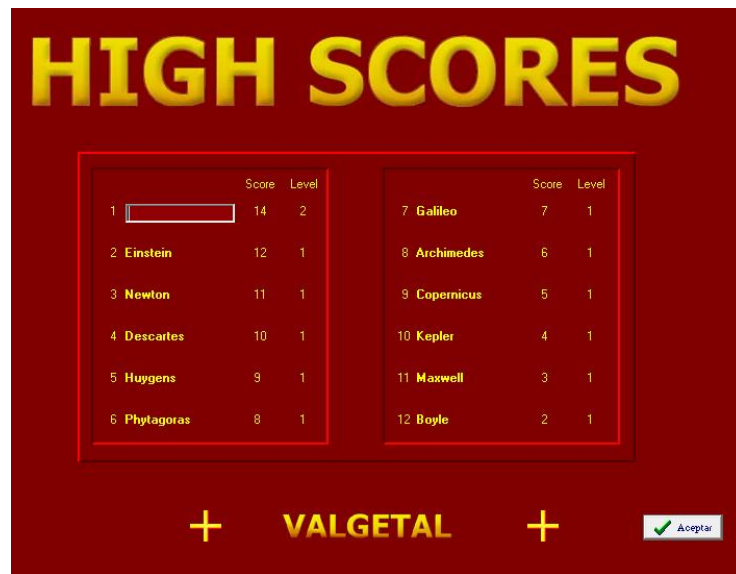 HIGH SCORES
Score Level
1 14 2
2 Einstein 12 1
3 Newton 11 1
4 Descartes 10 1
5 Huygens 9 1
6 Phytagoras 8 1
Score Level
7 Galileo 7 1
8 Archimedes 6 1
9 Copernicus 5 1
10 Kepler 4 1
11 Maxwell 3 1
12 Boyle 2 1
+ VALGETAL +
Aceptar